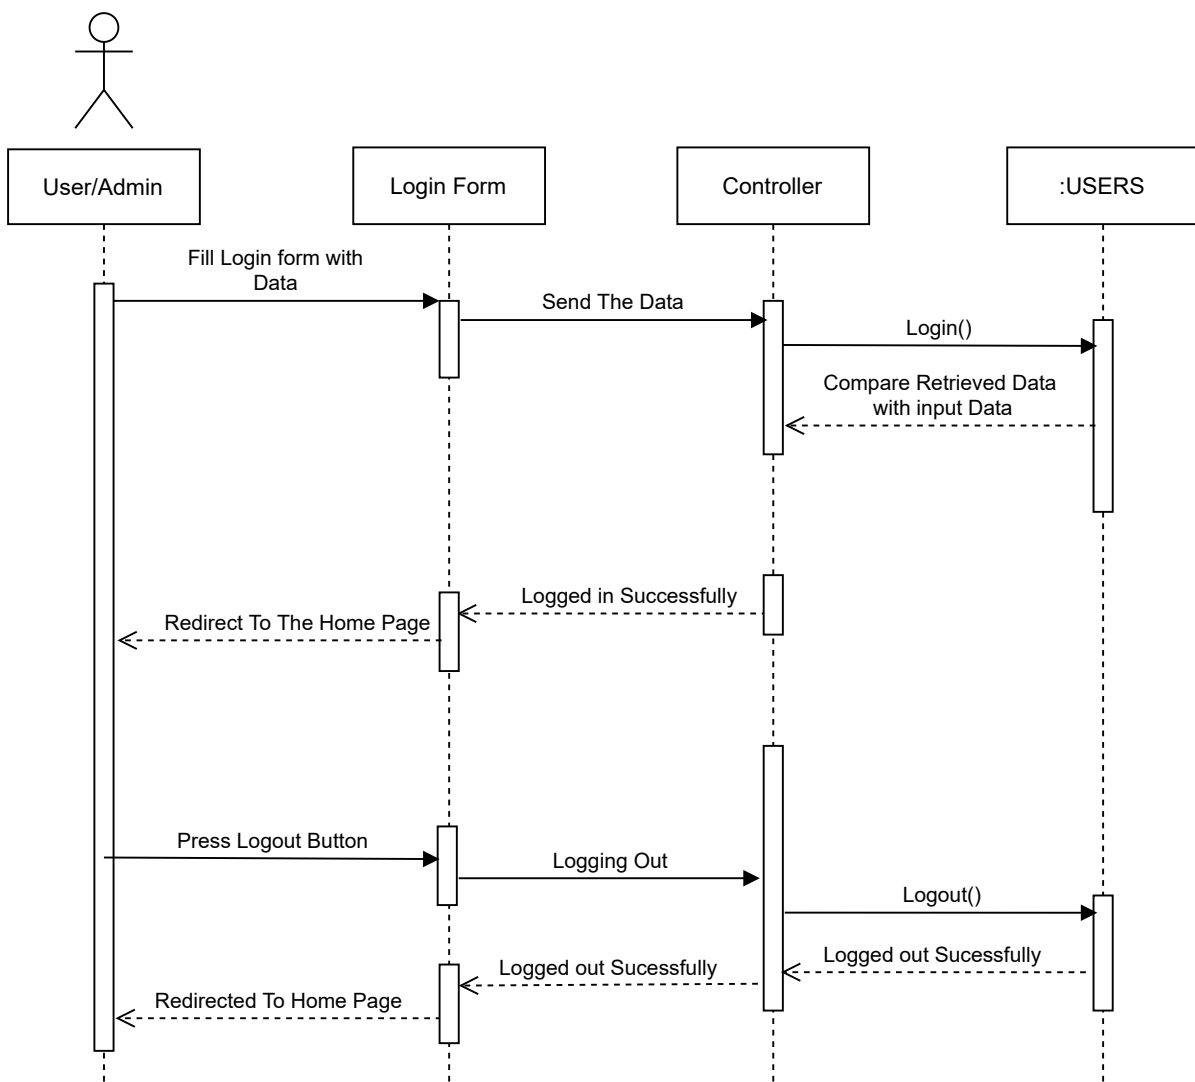 User/Admin
Login Form
Controller
:USERS
Fill Login form with
Data
Send The Data
Login()
Compare Retrieved Data
with input Data
Logged in Successfully
Redirect To The Home Page
Press Logout Button
Logging Out
Logout()
Logged out Sucessfully
Logged out Sucessfully
Redirected To Home Page